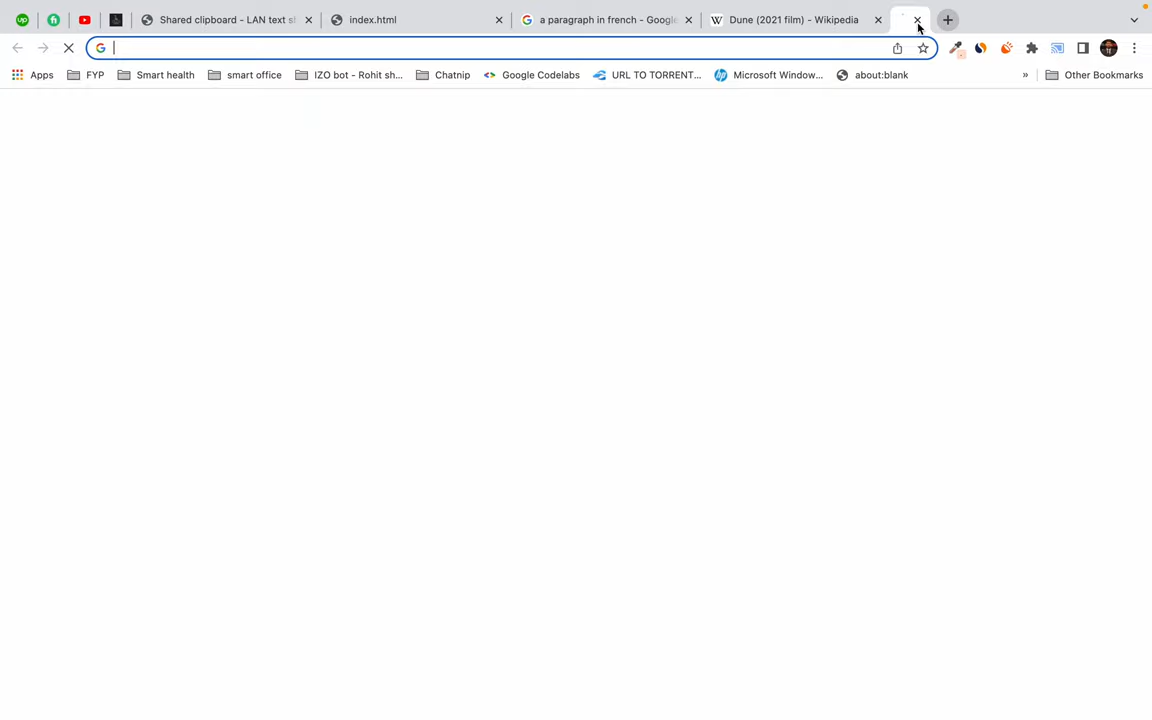 Shared clipboard - LAN text s
index.html
a paragraph in french - Google
Dune (2021 film) - Wikipedia
Apps
FYP
Smart health
smart office
IZO bot - Rohit sh...
Chatnip
Google Codelabs
URL TO TORRENT...
Microsoft Window...
about:blank
»
Other Bookmarks